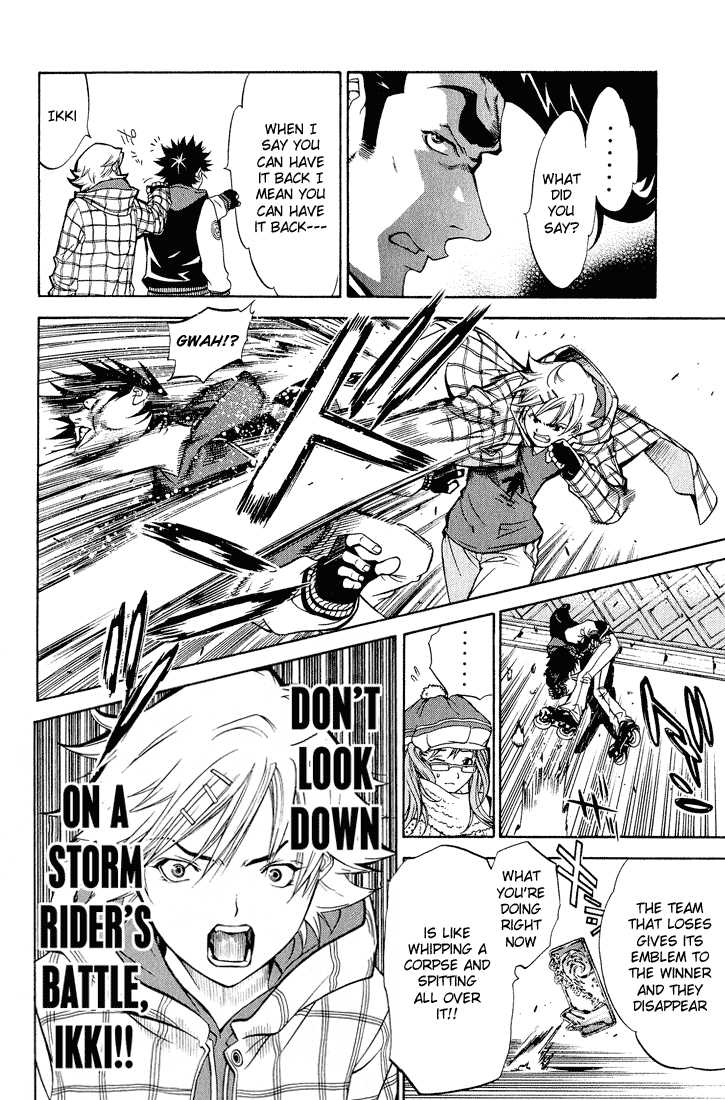 .....
WHAT
DID
YOU
SAY?
WHEN I
SAY YOU
CAN HAVE
IT BACK I
MEAN YOU
CAN HAVE
IT BACK---
IKKI
GWAH!?
.....
THE TEAM
THAT LOSES
GIVES ITS
EMBLEM TO
THE WINNER
AND THEY
DISAPPEAR
WHAT
YOU'RE
DOING
RIGHT
NOW
IS LIKE
WHIPPING A
CORPSE AND
SPITTING
ALL OVER
IT!!
DON'T
LOOK
DOWN
ON A
STORM
RIDER'S
BATTLE,
IKKI!!